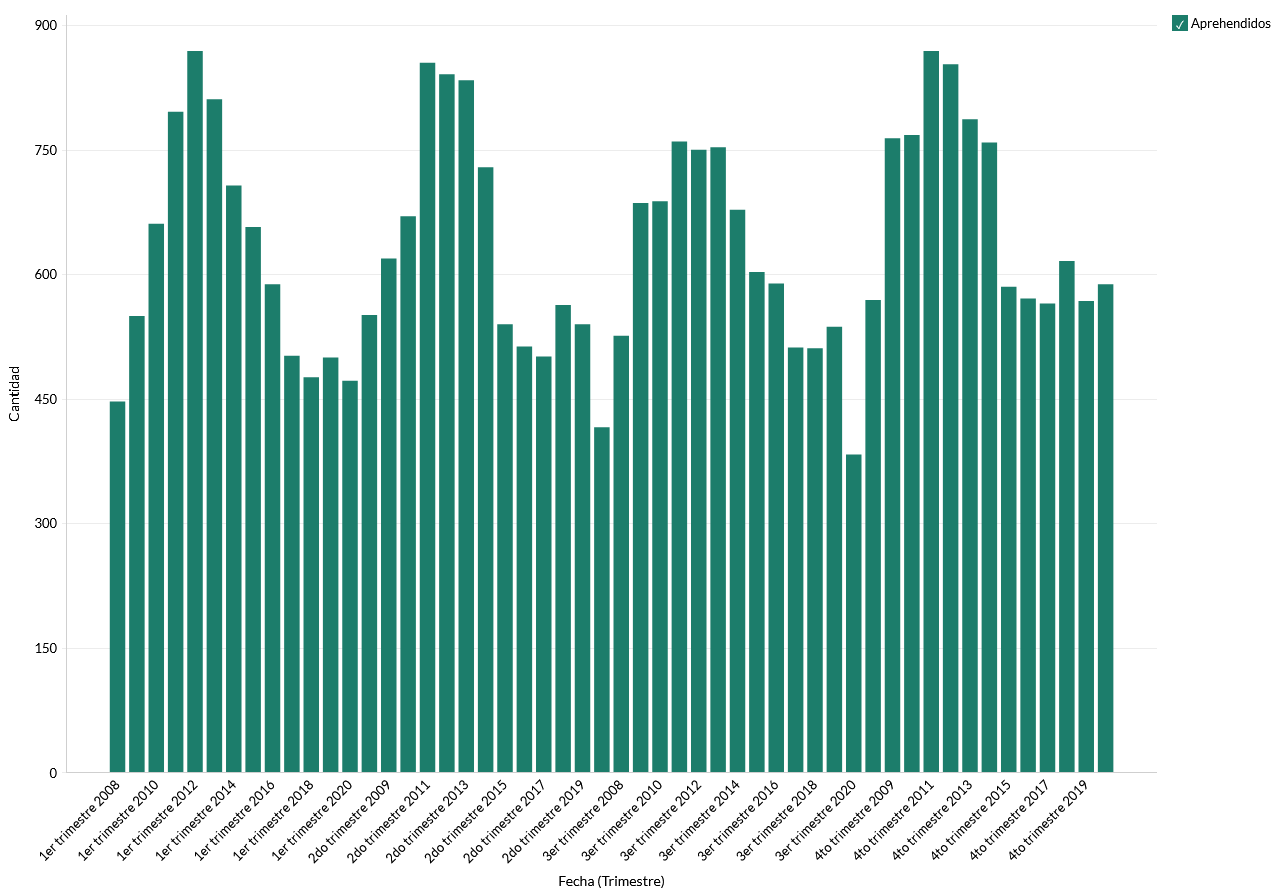 900
750
600
450
300
150
0
Cantidad
1er trimestre 2008
1er trimestre 2010
1er trimestre 2012
1er trimestre 2014
1er trimestre 2016
1er trimestre 2018
1er trimestre 2020
2do trimestre 2009
2do trimestre 2011
2do trimestre 2013
2do trimestre 2015
2do trimestre 2017
2do trimestre 2019
3er trimestre 2008
3er trimestre 2010
3er trimestre 2012
3er trimestre 2014
3er trimestre 2016
3er trimestre 2018
3er trimestre 2020
4to trimestre 2009
4to trimestre 2011
4to trimestre 2013
4to trimestre 2015
4to trimestre 2017
4to trimestre 2019
Fecha (Trimestre)
Aprehendidos